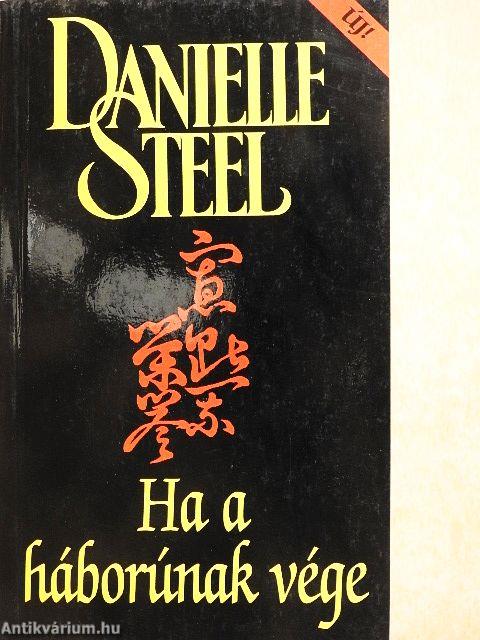 ÚJ!
DANIELLE
STEEL
Ha a
háborúnak vége
Antikvárium.hu